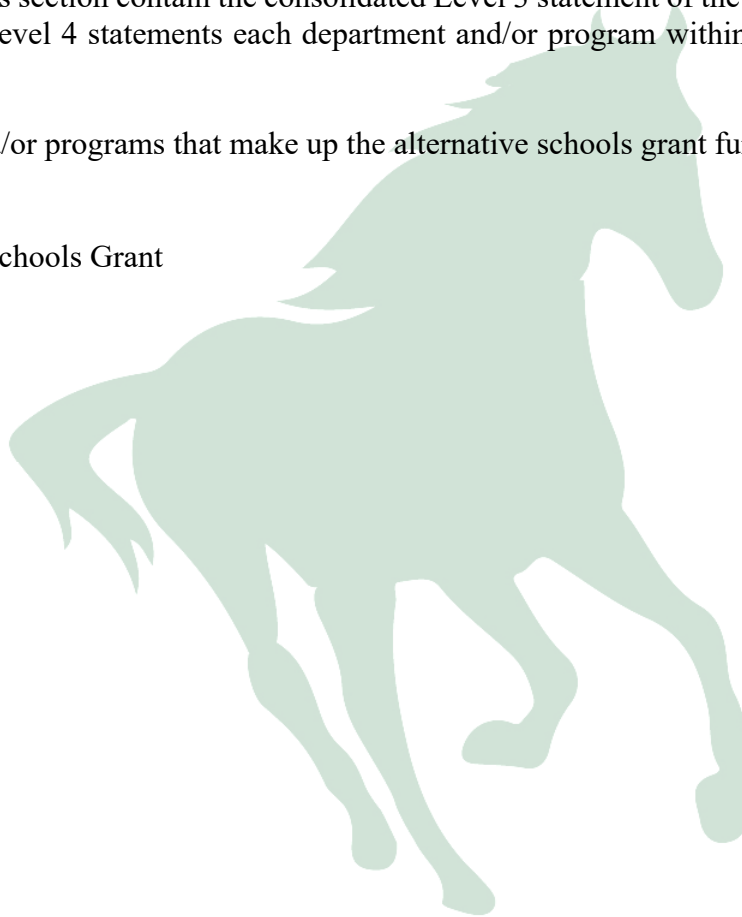 s section contain the consolidated Level 3 statement of the
evel 4 statements each department and/or program within
/or programs that make up the alternative schools grant fu
chools Grant